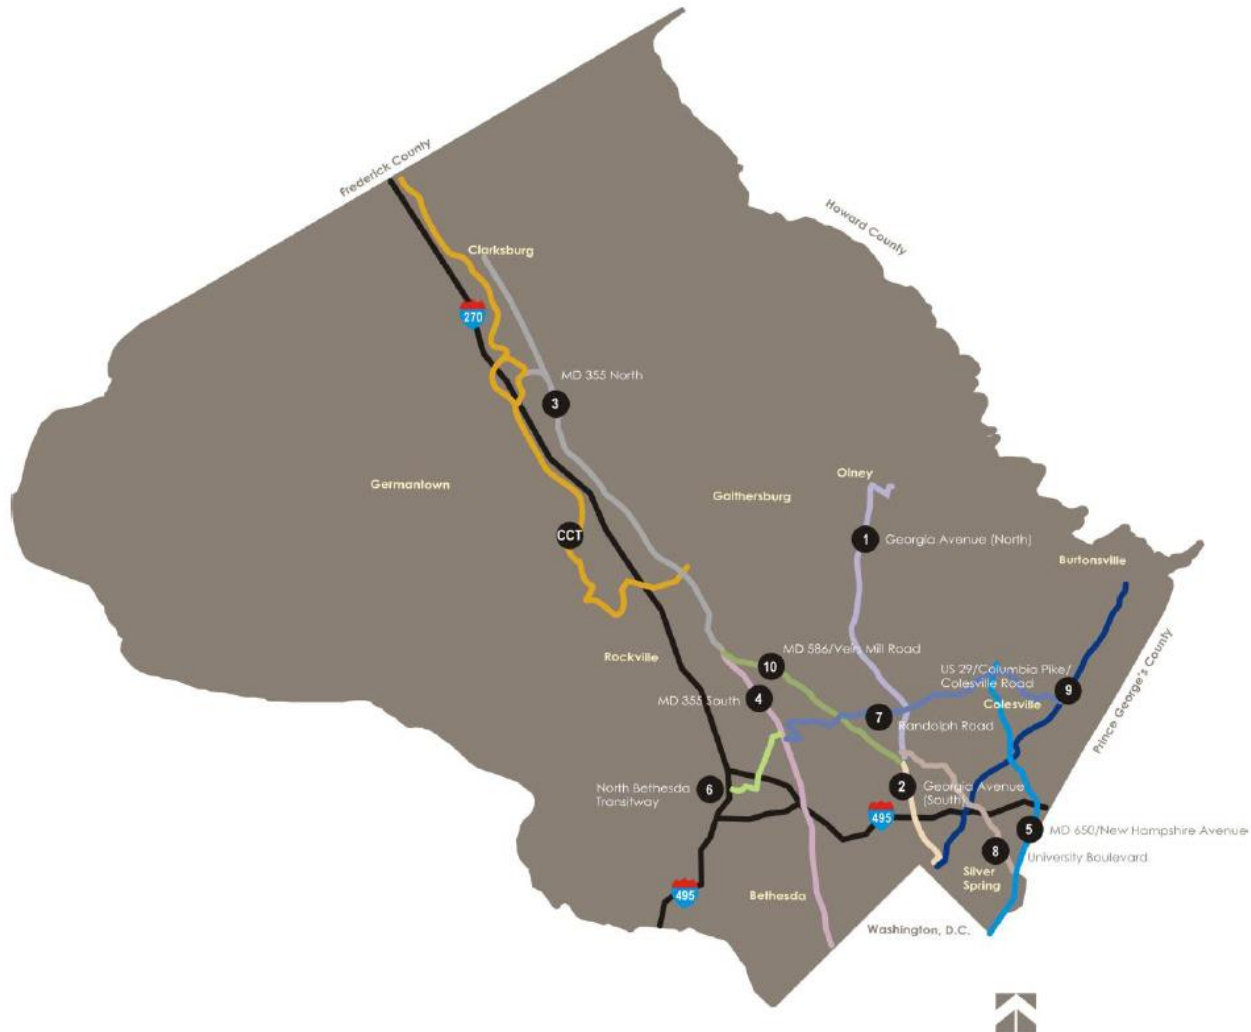 Frederick County
Howard County
Clarksburg
270
MD 355 North
3
Olney
Germantown
Gaithersburg
CCT
1
Georgia Avenue (North)
Burtonsville
Prince George's County
Rockville
MD 586/Veirs Mill Road
10
US 29/Columbia Pike/
Colesville Road
9
MD 355 South
4
Colesville
7
Randolph Road
North Bethesda
Transitway
6
2
Georgia Avenue
(South)
495
5
MD 650/New Hampshire Avenue
8
University Boulevard
Silver
Spring
495
Bethesda
Washington, D.C.